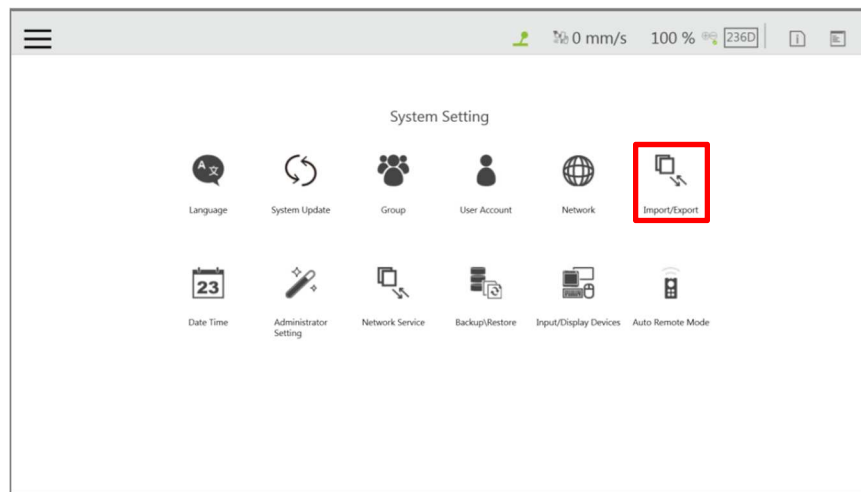 0 mm/s 100 % 236D
System Setting
A 文
Language System Update Group User Account Network Import/Export
23
Date Time Administrator Setting Network Service Backup\Restore Input/Display Devices Auto Remote Mode